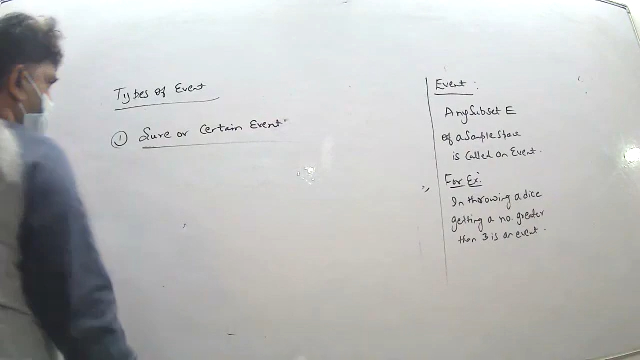 Types of Event
① Sure or Certain Event
Event :
Any Subset E
of a Sample Space
is called an Event.
For Ex:
In throwing a dice
getting a no. greater
then 3 is an event.